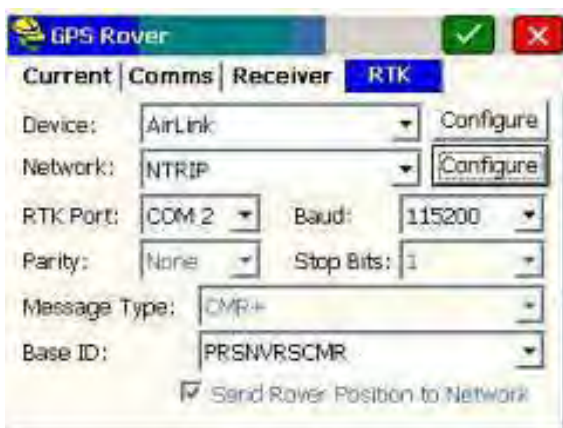 GPS Rover
Current Comms Receiver RTK
Device: AirLink Configure
Network: NTRIP Configure
RTK Port: COM 2 Baud: 115200
Parity: None Stop Bits: 1
Message Type: CMR+
Base ID: PRSNVRSCMR
Send Rover Position to Network